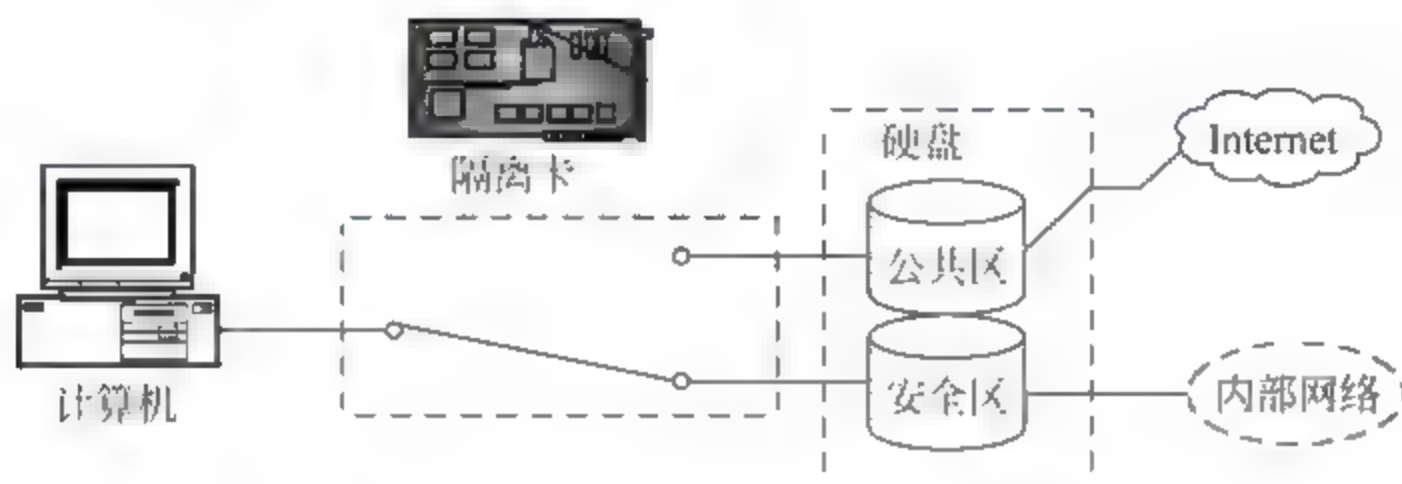 隔离卡
硬盘
Internet
公共区
计算机
安全区
内部网络